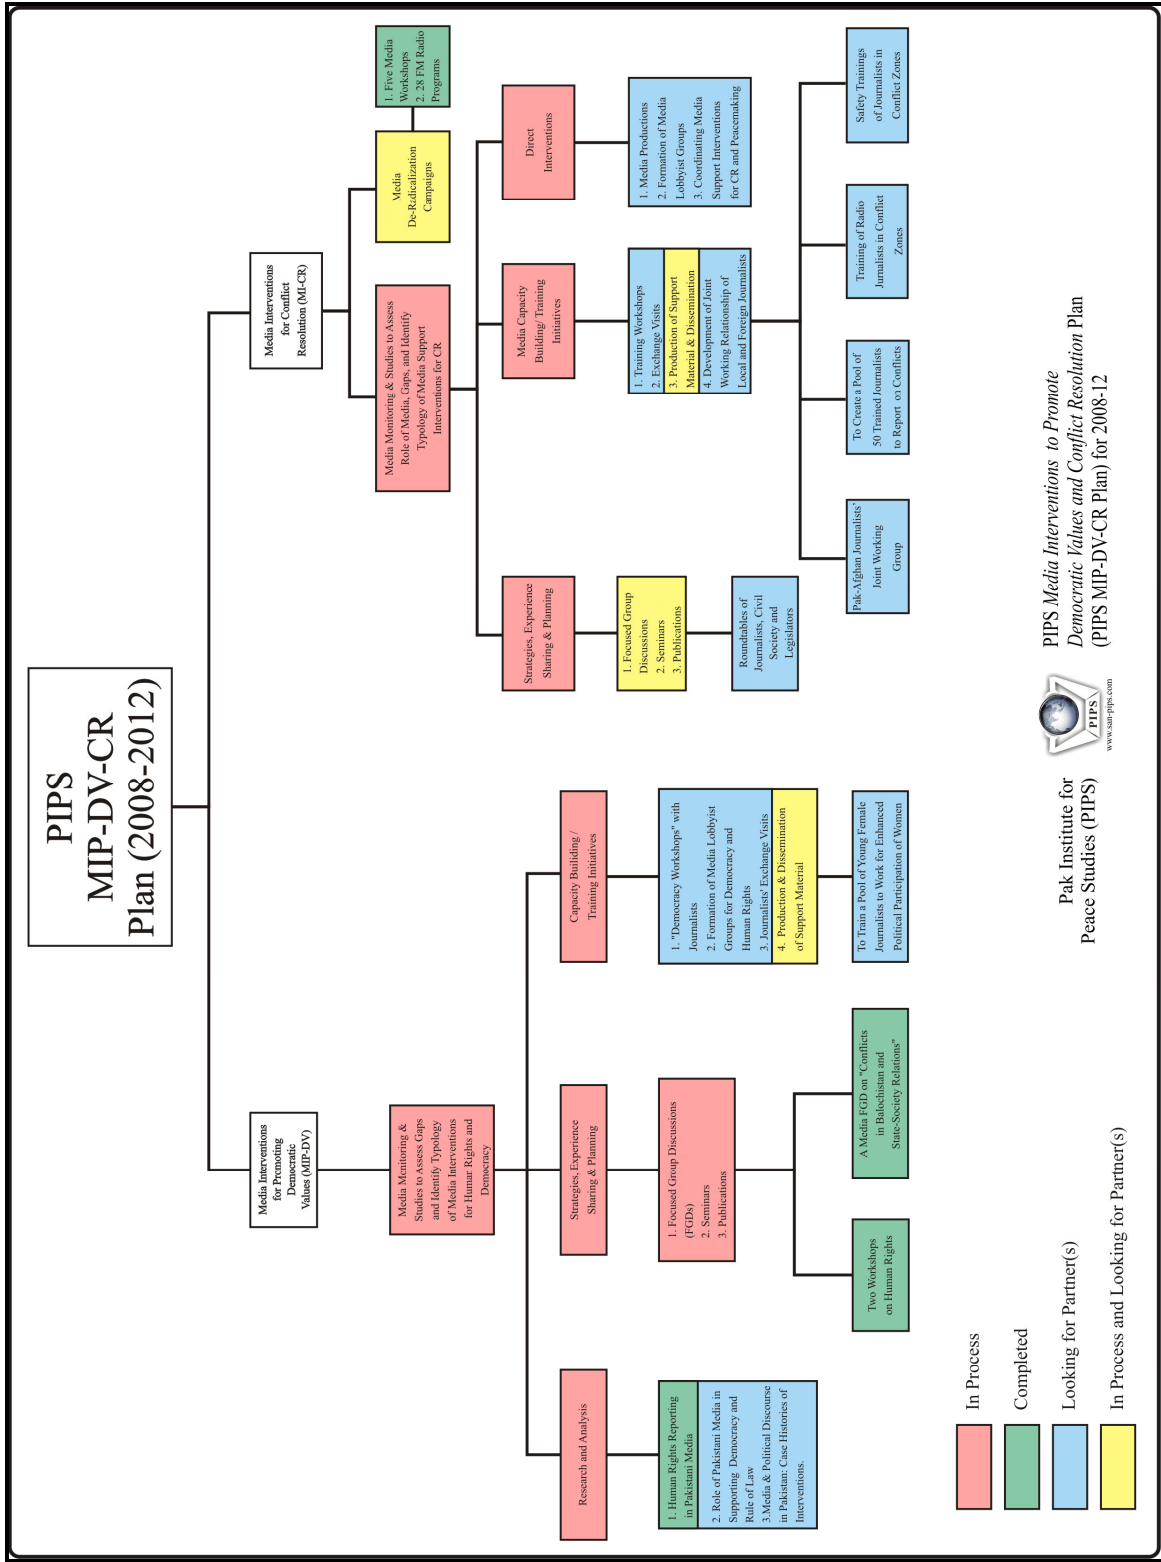 PIPS
MIP-DV-CR
Plan (2008-2012)
Media Interventions
for Promoting
Democratic
Values (MIP-DV)
Media Monitoring &
Studies to Assess Gaps
and Identify Typology
of Media Interventions
for Human Rights and
Democracy
Research and Analysis
1. Human Rights Reporting
in Pakistani Media
2. Role of Pakistani Media in
Supporting Democracy and
Rule of Law
3.Media & Political Discourse
in Pakistan: Case Histories of
Interventions.
Strategies, Experience
Sharing & Planning
1. Focused Group Discussions
(FGDs)
2. Seminars
3. Publications
Two Workshops
on Human Rights
A Media FGD on "Conflicts
in Balochistan and
State-Society Relations"
Capacity Builiding /
Training Initiatives
1. "Democracy Workshops" with
Journalists
2. Formation of Media Lobbyist
Groups for Democracy and
Human Rights
3. Journalists' Exchange Visits
4. Production & Dissemination
of Support Material
To Train a Pool of Young Female
Journalists to Work for Enhanced
Political Participation of Women
Media Interventions
for Conflict
Resolution (MI-CR)
Media Monitoring & Studies to Assess
Role of Media, Gaps, and Identify
Typology of Media Support
Interventions for CR
Media
De-Radicalization
Campaigns
1. Five Media
Workshops
2. 28 FM Radio
Programs
Strategies, Experience
Sharing & Planning
1. Focused Group
Discussions
2. Seminars
3. Publications
Roundtables of
Journalists, Civil
Society and
Legislators
Media Capacity
Building/ Training
Initiatives
1. Training Workshops
2. Exchange Visits
3. Production of Support
Material & Dissemination
4. Development of Joint
Working Relationship of
Local and Foreign Journalists
Pak-Afghan Journalists'
Joint Working
Group
To Create a Pool of
50 Trained Journalists
to Report on Conflicts
Training of Radio
Jurnalists in Conflict
Zones
Safety Trainings
of Journalists in
Conflict Zones
Direct
Interventions
1. Media Productions
2. Formation of Media
Lobbyist Groups
3. Coordinating Media
Support Interventions
for CR and Peacemaking
In Process
Completed
Looking for Partner(s)
In Process and Looking for Partner(s)
Pak Institute for
Peace Studies (PIPS)
PIPS
www.san-pips.com
PIPS Media Interventions to Promote
Democratic Values and Conflict Resolution Plan
(PIPS MIP-DV-CR Plan) for 2008-12